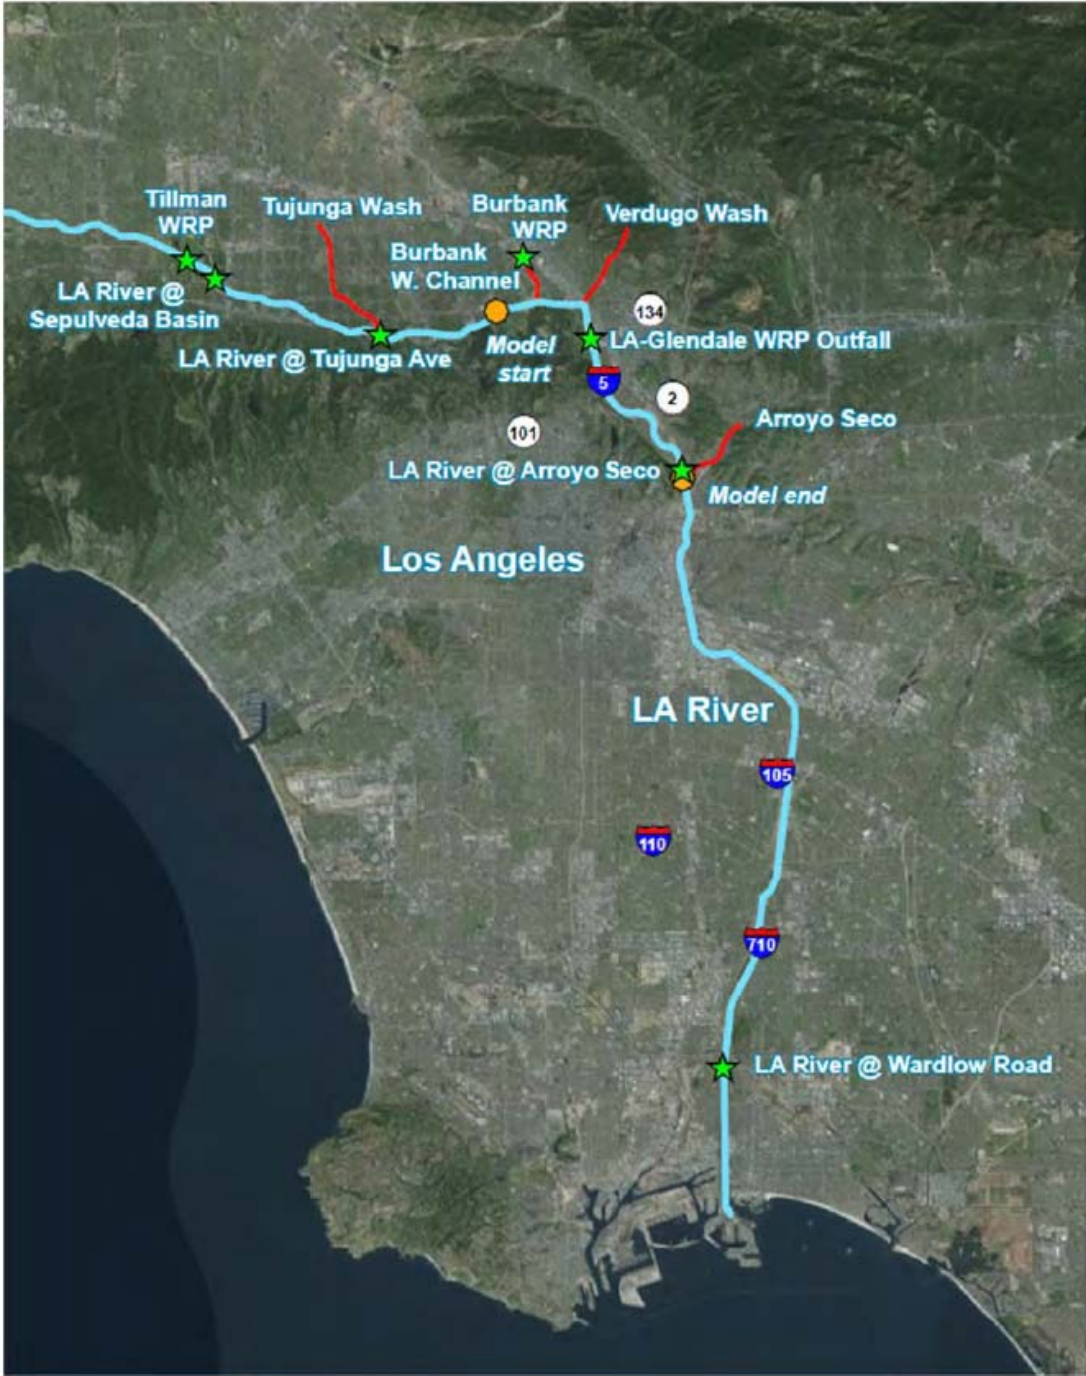 Tillman
WRP
Tujunga Wash
Burbank
WRP
Verdugo Wash
Burbank
W. Channel
LA River @
Sepulveda Basin
134
LA River @ Tujunga Ave
Model
start
LA-Glendale WRP Outfall
5
2
101
Arroyo Seco
LA River @ Arroyo Seco
Model end
Los Angeles
LA River
105
110
710
LA River @ Wardlow Road